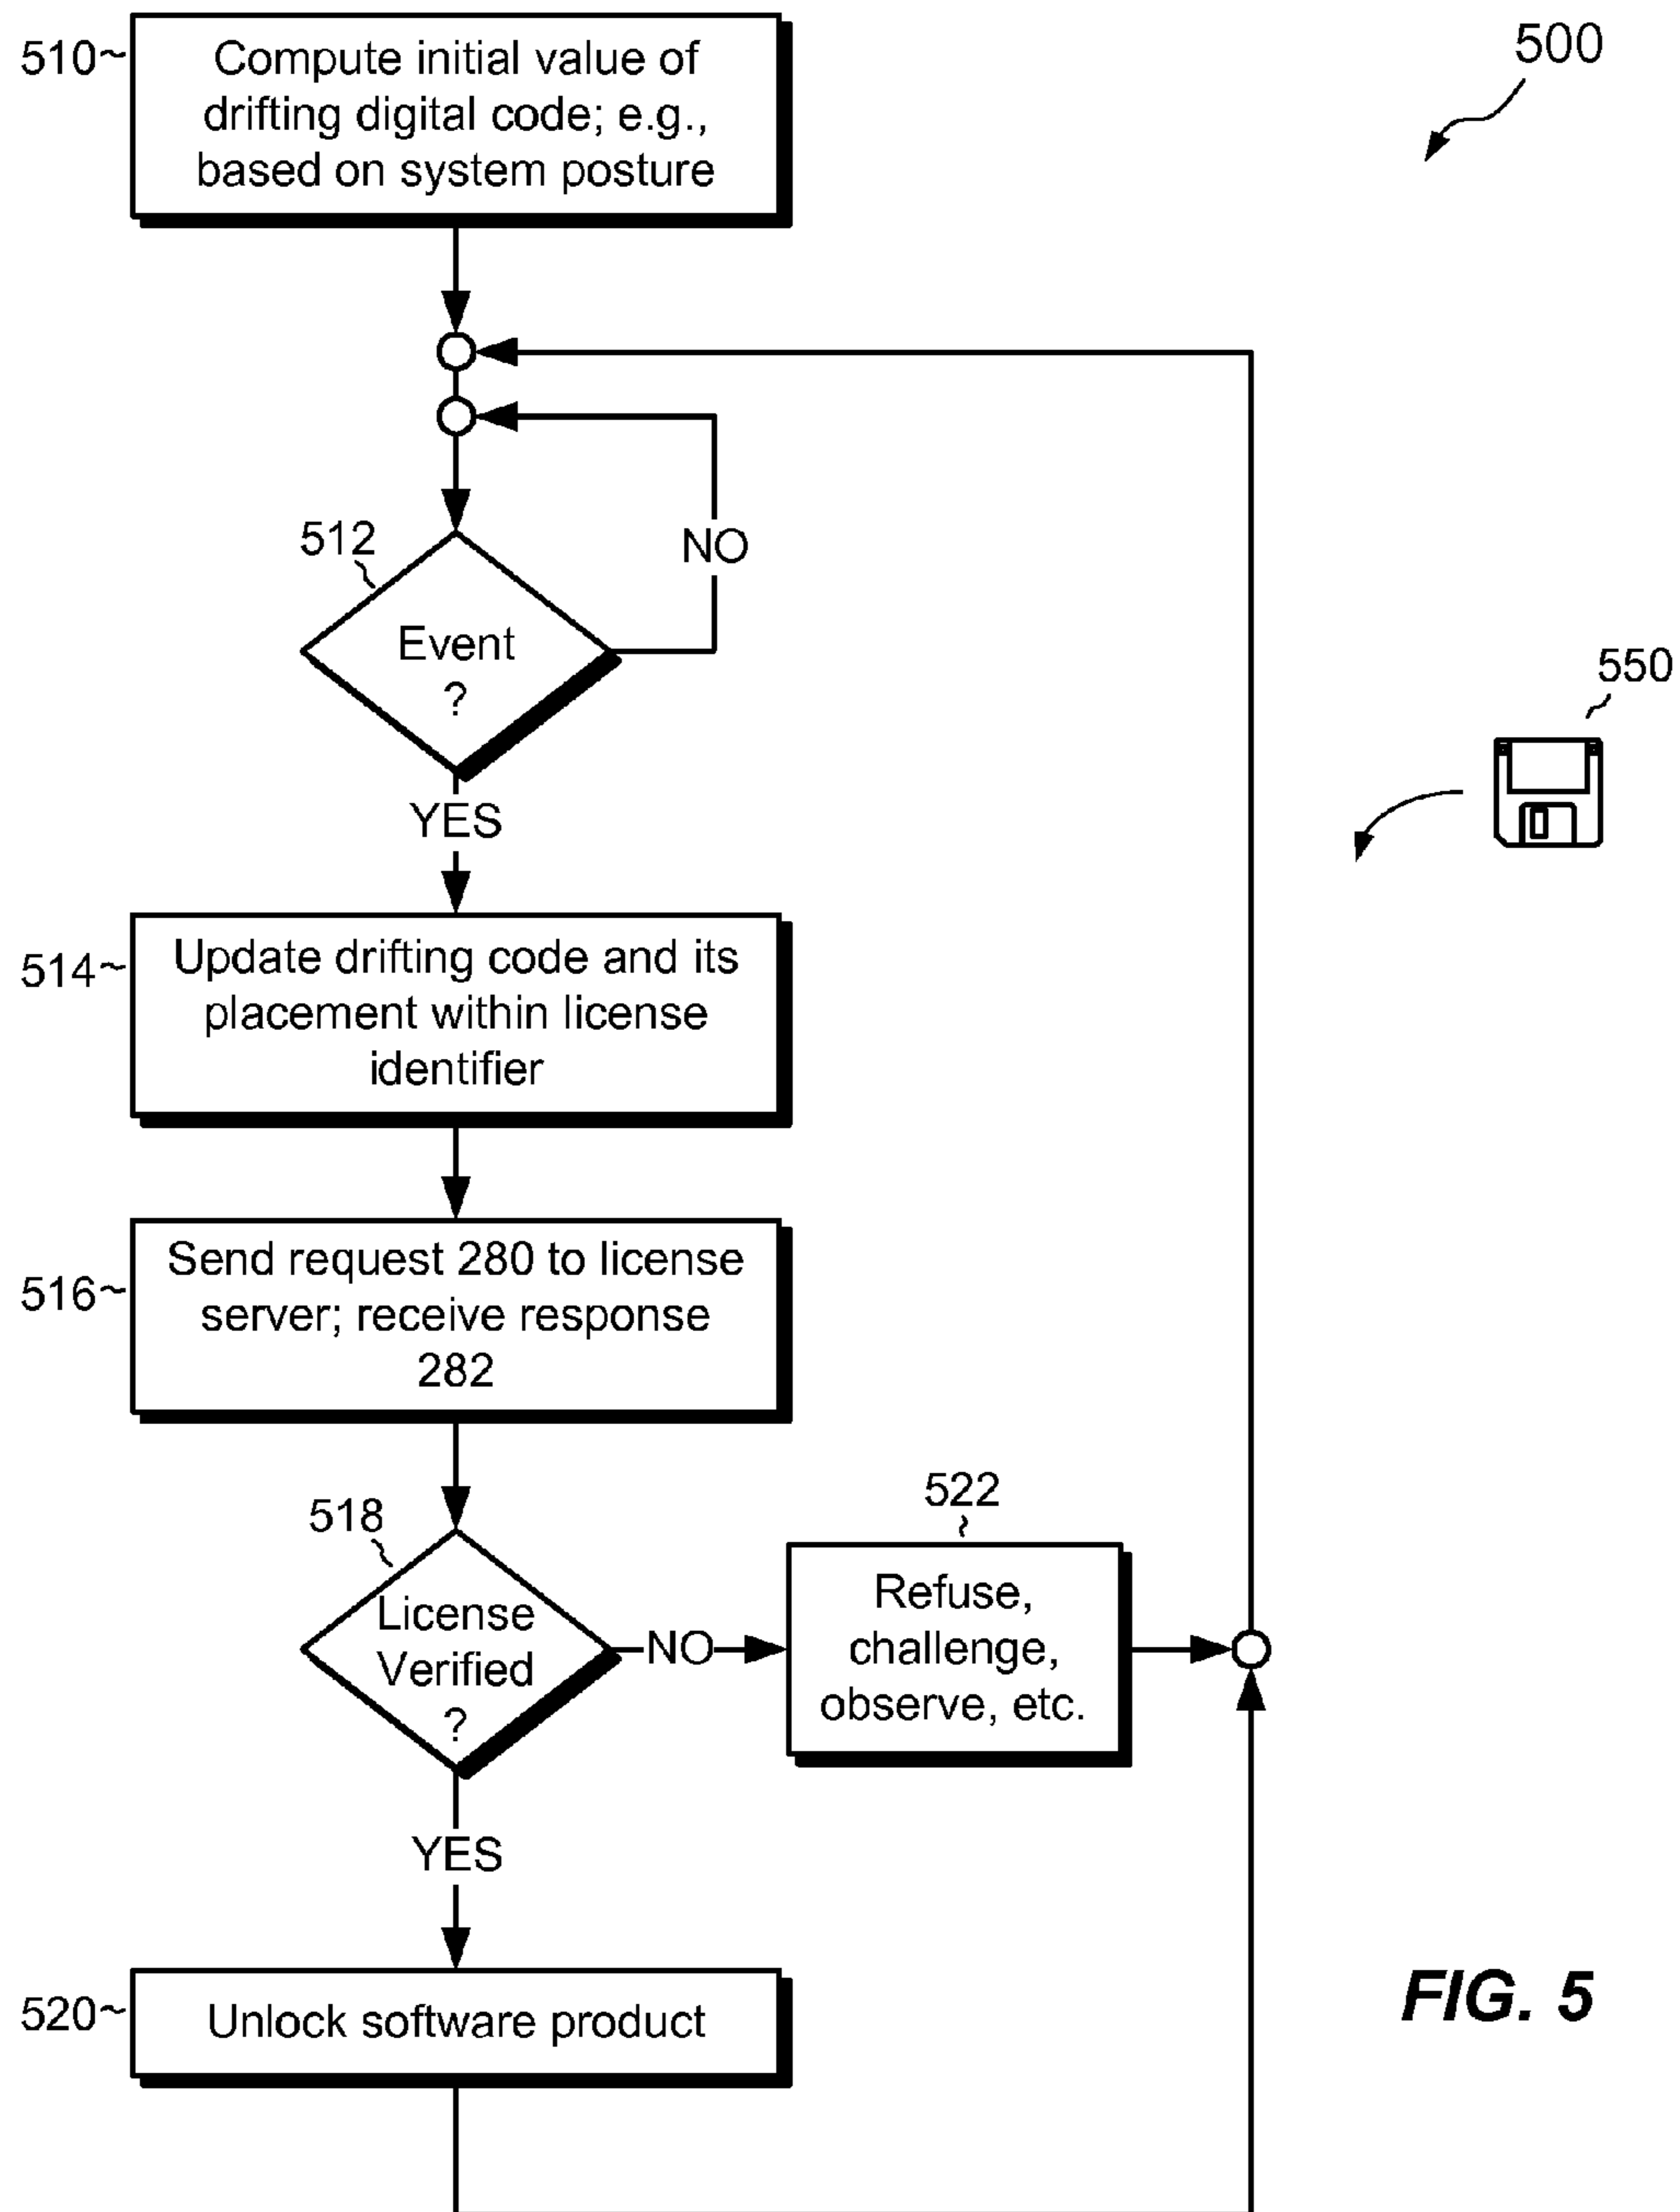 510
Compute initial value of
drifting digital code; e.g.,
based on system posture
500
512
Event
?
NO
550
YES
514
Update drifting code and its
placement within license
identifier
516
Send request 280 to license
server; receive response
282
518
License
Verified
?
NO
522
Refuse,
challenge,
observe, etc.
YES
520
Unlock software product
FIG. 5